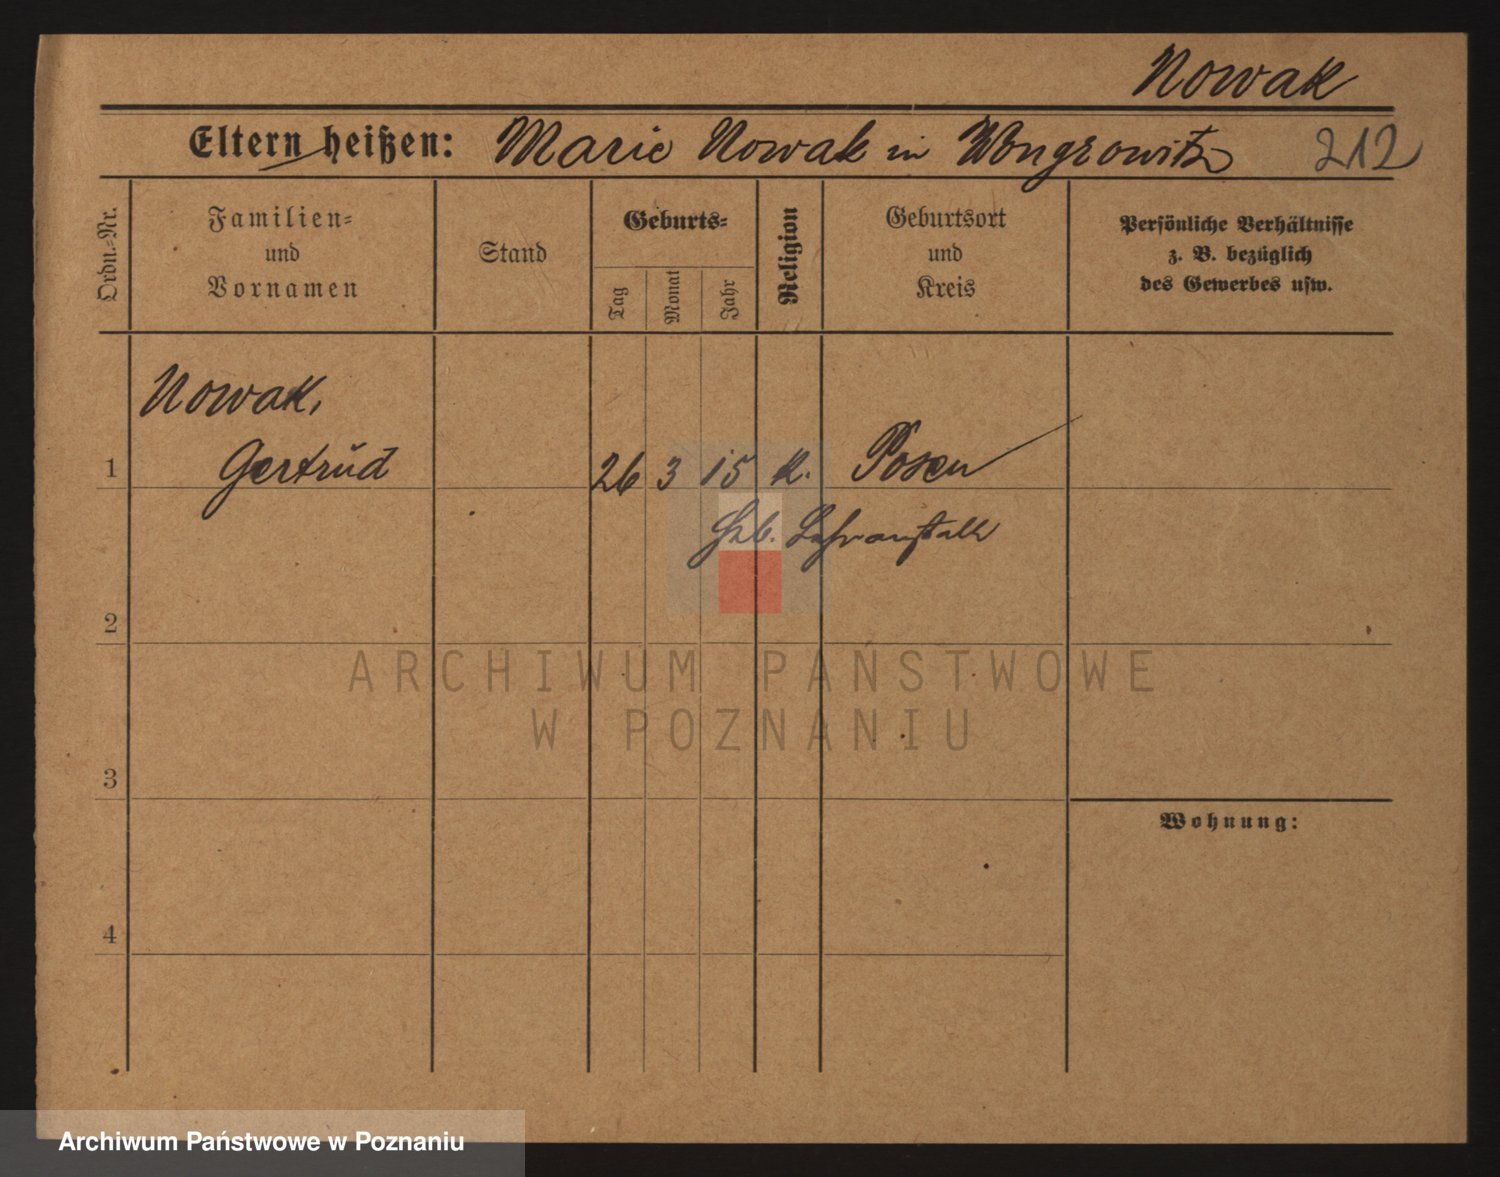 Nowak
Eltern heißen: Marie Nowak in Wongrowitz 212
Ordn.-Nr.
Familien-
und
Vornamen
Stand
Geburts-
Tag
Monat
Jahr
Religion
Geburtsort
und
Kreis
Persönliche Verhältnisse
z. B. bezüglich
des Gewerbes usw.
Nowak,
1 Gertrud 26 3 15 k. Posen
Heb. Lehranstalt
2
ARCHIWUM PAŃSTWOWE
W POZNANIU
3
Wohnung:
4
Archiwum Państwowe w Poznaniu